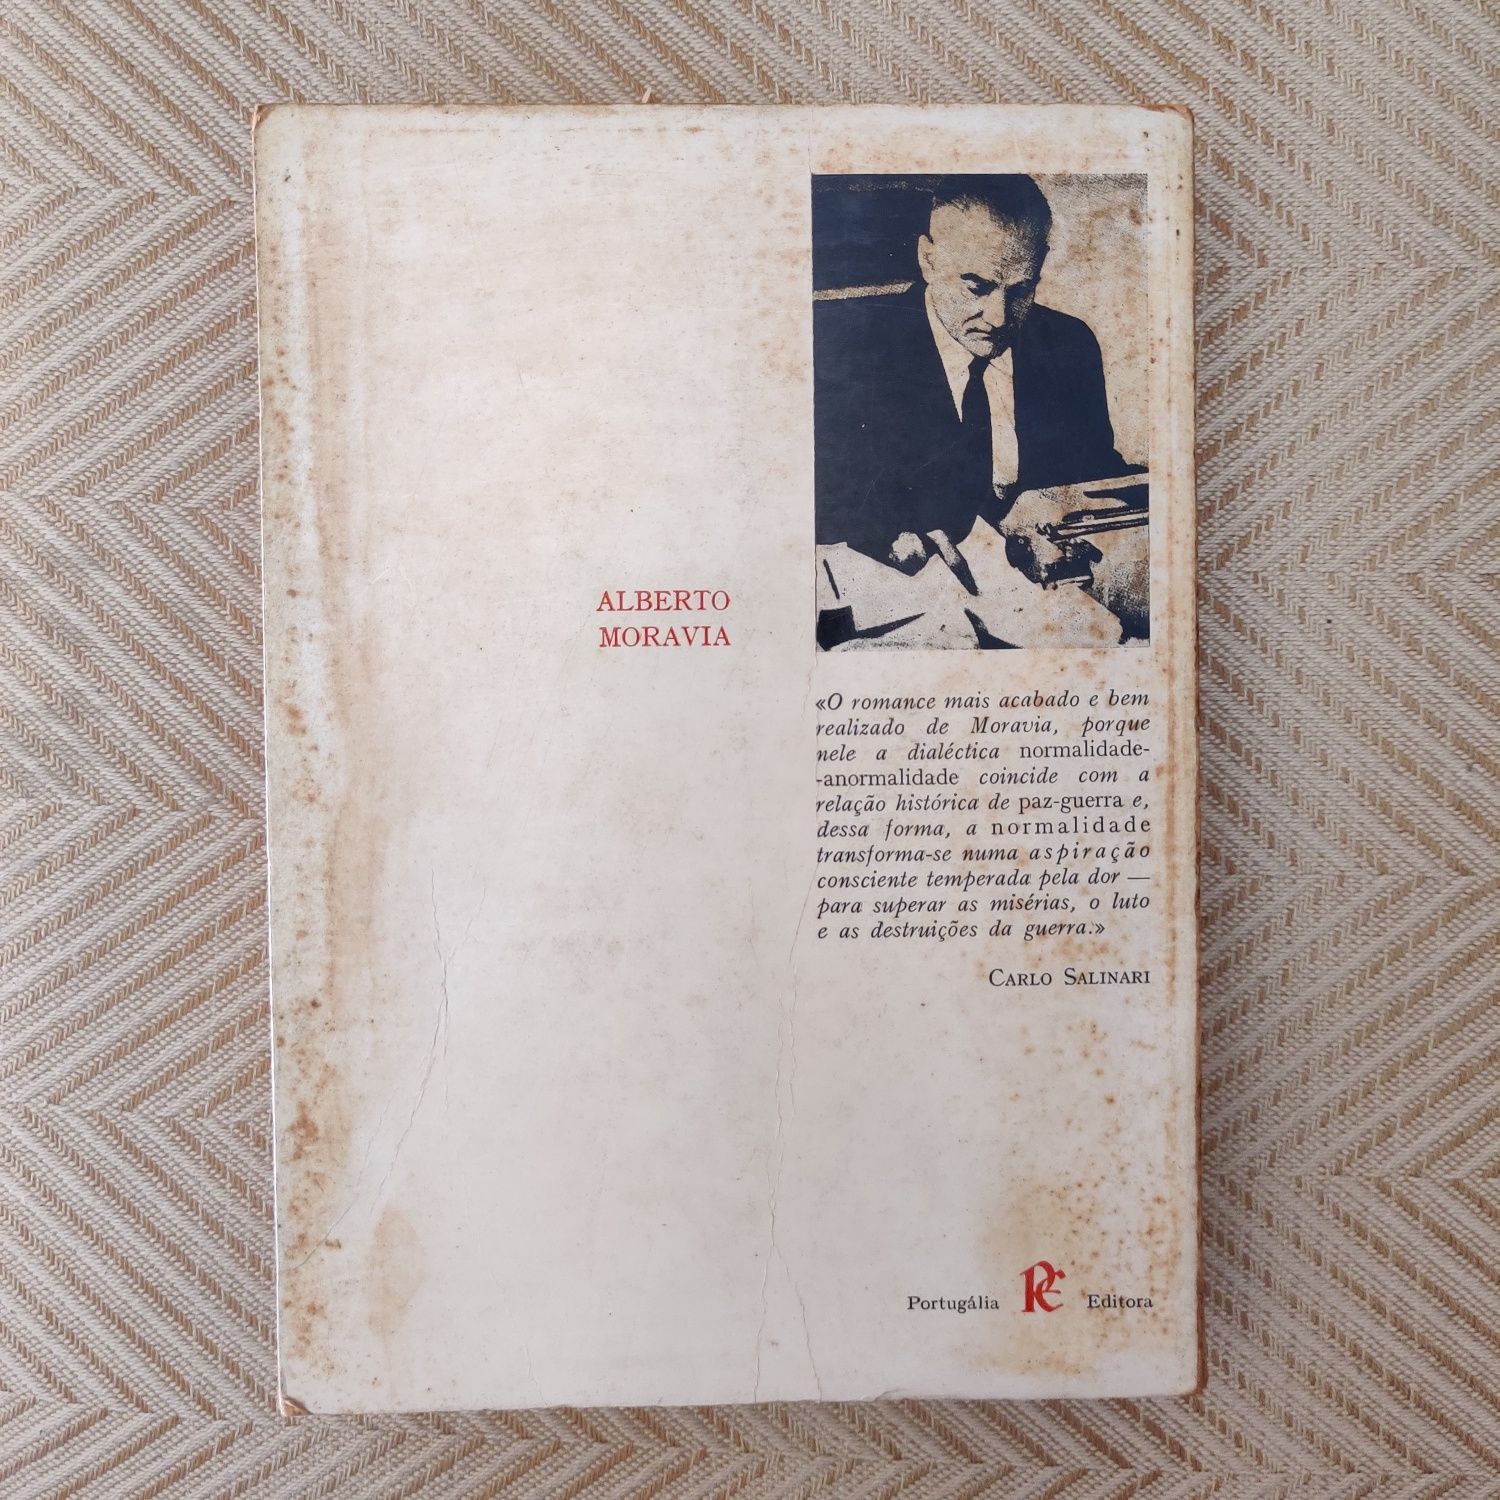 ALBERTO
MORAVIA
«O romance mais acabado e bem
realizado de Moravia, porque
nele a dialéctica normalidade-
-anormalidade coincide com a
relação histórica de paz-guerra e,
dessa forma, a normalidade
transforma-se numa aspiração
consciente temperada pela dor —
para superar as misérias, o luto
e as destruições da guerra.»
CARLO SALINARI
Portugália PE Editora